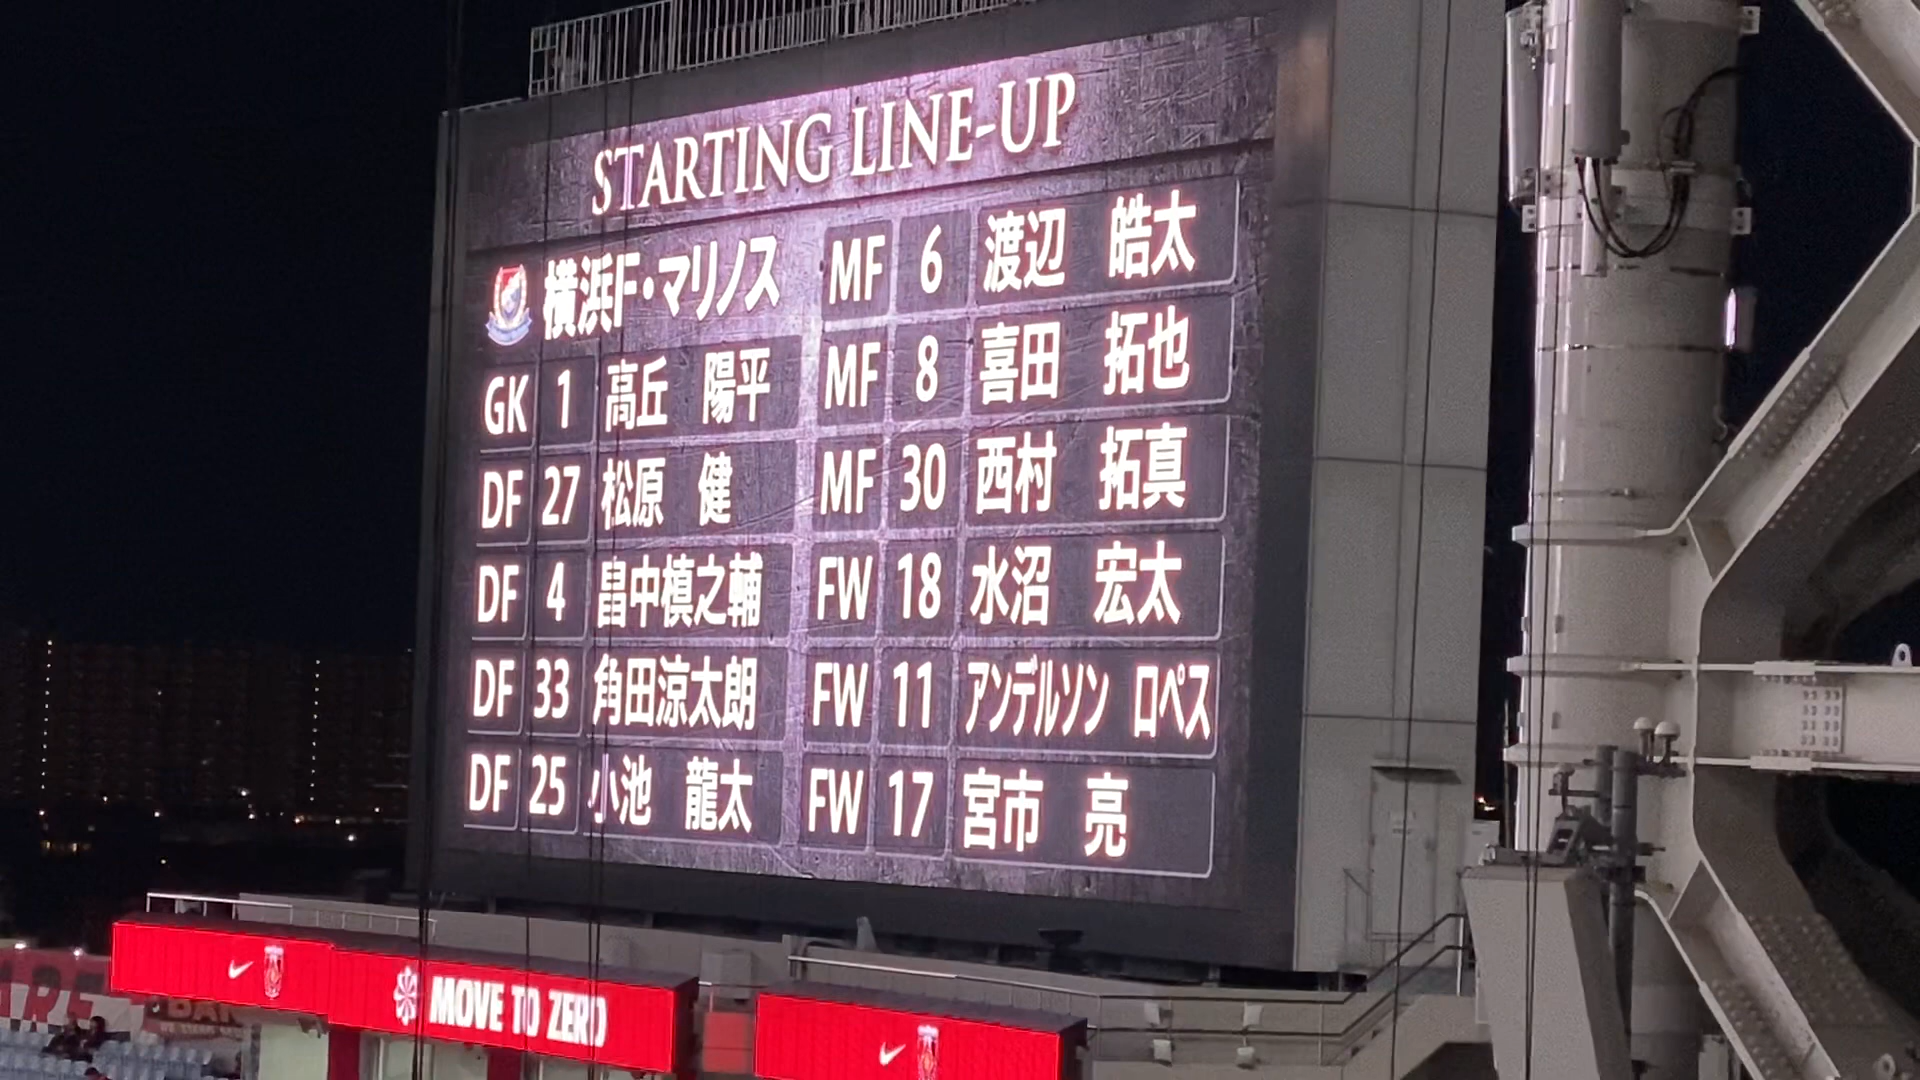 STARTING LINE-UP
横浜F・マリノス
GK 1 高丘 陽平
DF 27 松原 健
DF 4 畠中槙之輔
DF 33 角田涼太朗
DF 25 小池 龍太
MF 6 渡辺 皓太
MF 8 喜田 拓也
MF 30 西村 拓真
FW 18 水沼 宏太
FW 11 アンデルソン ロペス
FW 17 宮市 亮
MOVE TO ZERO